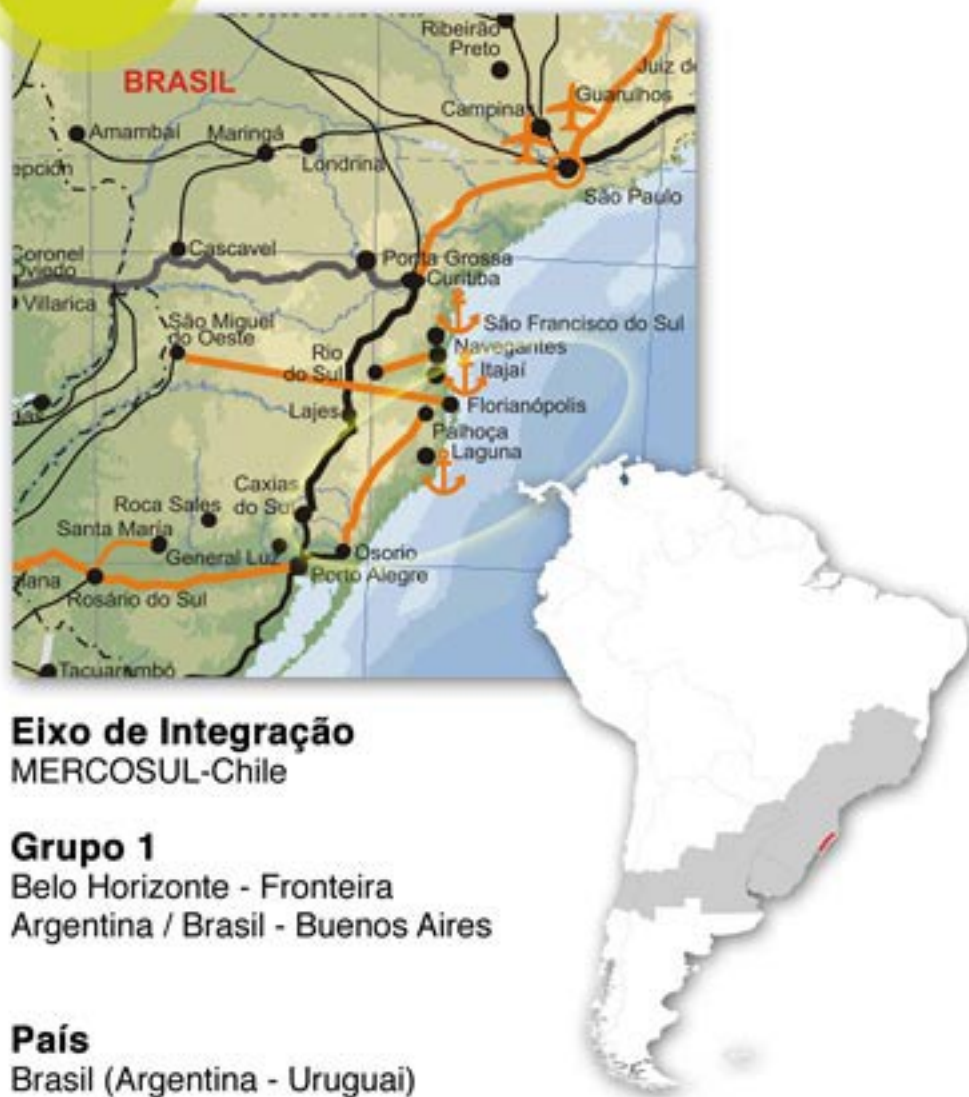 Ribeirão
Preto
Juiz d
BRASIL
Guarulhos
Campina
Amambaí
Maringá
Londrina
epción
São Paulo
Coronel
Oviedo
Cascavel
Ponta Grossa
Curitiba
Villarica
São Miguel
do Oeste
São Francisco do Sul
Navegantes
Rio
do Sul
Itajaí
Lajes
Florianópolis
Palhoça
Laguna
Caxias
do Sul
Roca Sales
Santa Maria
General Luz
Osorio
Porto Alegre
Rosário do Sul
Tacuarembó
Eixo de Integração
MERCOSUL-Chile
Grupo 1
Belo Horizonte - Fronteira
Argentina / Brasil - Buenos Aires
País
Brasil (Argentina - Uruguai)